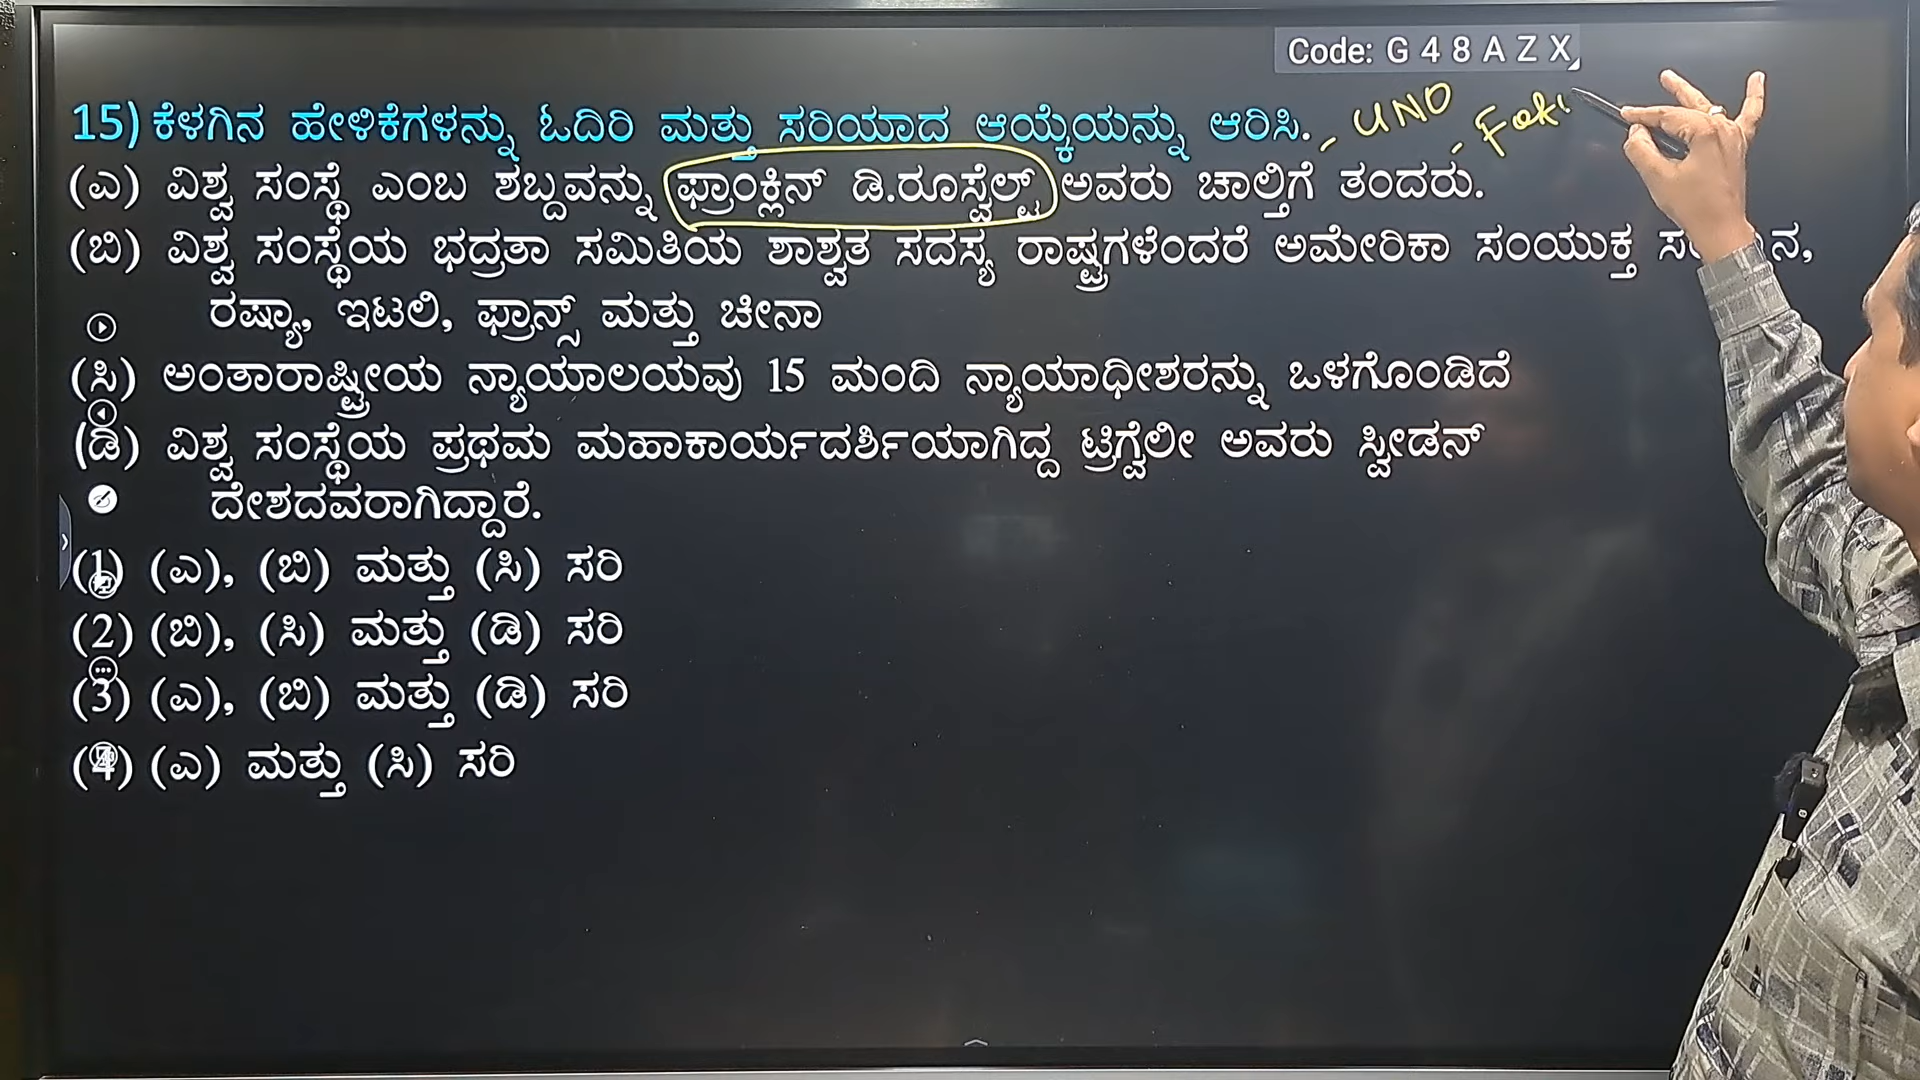 Code: G 4 8 A Z X
15) ಕೆಳಗಿನ ಹೇಳಿಕೆಗಳನ್ನು ಓದಿರಿ ಮತ್ತು ಸರಿಯಾದ ಆಯ್ಕೆಯನ್ನು ಆರಿಸಿ. - UNO
(ಎ) ವಿಶ್ವ ಸಂಸ್ಥೆ ಎಂಬ ಶಬ್ದವನ್ನು ಫ್ರಾಂಕ್ಲಿನ್ ಡಿ.ರೂಸ್ವೆಲ್ಟ್ ಅವರು ಚಾಲ್ತಿಗೆ ತಂದರು.
(ಬಿ) ವಿಶ್ವ ಸಂಸ್ಥೆಯ ಭದ್ರತಾ ಸಮಿತಿಯ ಶಾಶ್ವತ ಸದಸ್ಯ ರಾಷ್ಟ್ರಗಳೆಂದರೆ ಅಮೇರಿಕಾ ಸಂಯುಕ್ತ
ರಷ್ಯಾ, ಇಟಲಿ, ಫ್ರಾನ್ಸ್ ಮತ್ತು ಚೀನಾ
(ಸಿ) ಅಂತಾರಾಷ್ಟ್ರೀಯ ನ್ಯಾಯಾಲಯವು 15 ಮಂದಿ ನ್ಯಾಯಾಧೀಶರನ್ನು ಒಳಗೊಂಡಿದೆ
(ಡಿ) ವಿಶ್ವ ಸಂಸ್ಥೆಯ ಪ್ರಥಮ ಮಹಾಕಾರ್ಯದರ್ಶಿಯಾಗಿದ್ದ ಟ್ರಿಗ್ವೆಲೀ ಅವರು ಸ್ವೀಡನ್
ದೇಶದವರಾಗಿದ್ದಾರೆ.
(1) (ಎ), (ಬಿ) ಮತ್ತು (ಸಿ) ಸರಿ
(2) (ಬಿ), (ಸಿ) ಮತ್ತು (ಡಿ) ಸರಿ
(3) (ಎ), (ಬಿ) ಮತ್ತು (ಡಿ) ಸರಿ
(4) (ಎ) ಮತ್ತು (ಸಿ) ಸರಿ